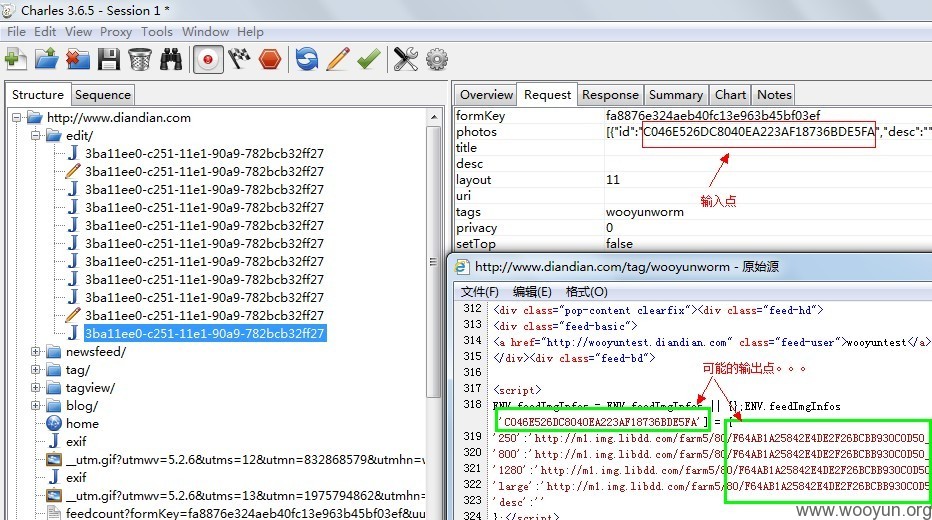 Charles 3.6.5 - Session 1 *
File Edit View Proxy Tools Window Help
Structure Sequence
http://www.diandian.com
edit/
3ba11ee0-c251-11e1-90a9-782bcb32ff27
3ba11ee0-c251-11e1-90a9-782bcb32ff27
3ba11ee0-c251-11e1-90a9-782bcb32ff27
3ba11ee0-c251-11e1-90a9-782bcb32ff27
3ba11ee0-c251-11e1-90a9-782bcb32ff27
3ba11ee0-c251-11e1-90a9-782bcb32ff27
3ba11ee0-c251-11e1-90a9-782bcb32ff27
3ba11ee0-c251-11e1-90a9-782bcb32ff27
3ba11ee0-c251-11e1-90a9-782bcb32ff27
3ba11ee0-c251-11e1-90a9-782bcb32ff27
3ba11ee0-c251-11e1-90a9-782bcb32ff27
newsfeed/
tag/
tagview/
blog/
home
exif
__utm.gif?utmwv=5.2.6&utms=12&utmn=832868579&utmhn=w
exif
__utm.gif?utmwv=5.2.6&utms=13&utmn=1975794862&utmhn=
feedcount?formKey=fa8876e324aeb40fc13e963b45bf03ef&uu
Overview Request Response Summary Chart Notes
formKey fa8876e324aeb40fc13e963b45bf03ef
photos [{"id":"C046E526DC8040EA223AF18736BDE5FA","desc":""
title
desc
layout 11
uri
tags wooyunworm
privacy 0
setTop false
输入点
http://www.diandian.com/tag/wooyunworm - 原始源
文件(F) 编辑(E) 格式(O)
312 <div class="pop-content clearfix"><div class="feed-hd">
313 <div class="feed-basic">
314 <a href="http://wooyuntest.diandian.com" class="feed-user">wooyuntest</a>
315 </div><div class="feed-bd">
316
可能的输出点。。。
317 <script>
318 ENV.feedImgInfos = ENV.feedImgInfos || {};ENV.feedImgInfos
['C046E526DC8040EA223AF18736BDE5FA'] = {
319 '250':'http://m1.img.libdd.com/farm5/80/F64AB1A25842E4DE2F26BCBB930C0D50_
320 '800':'http://m1.img.libdd.com/farm5/80/F64AB1A25842E4DE2F26BCBB930C0D50_
321 '1280':'http://m1.img.libdd.com/farm5/80/F64AB1A25842E4DE2F26BCBB930C0D50
322 'large':'http://m1.img.libdd.com/farm5/80/F64AB1A25842E4DE2F26BCBB930C0D5
323 'desc':''
324 };</script>
www.wooyun.org